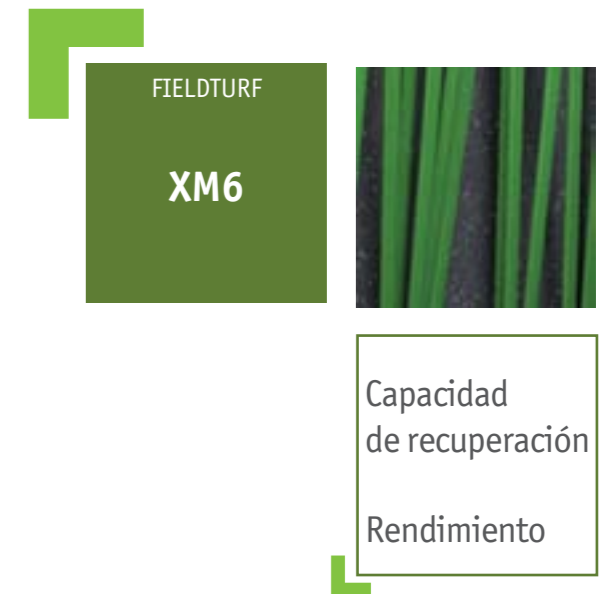 FIELDTURF
XM6
Capacidad
de recuperación
Rendimiento